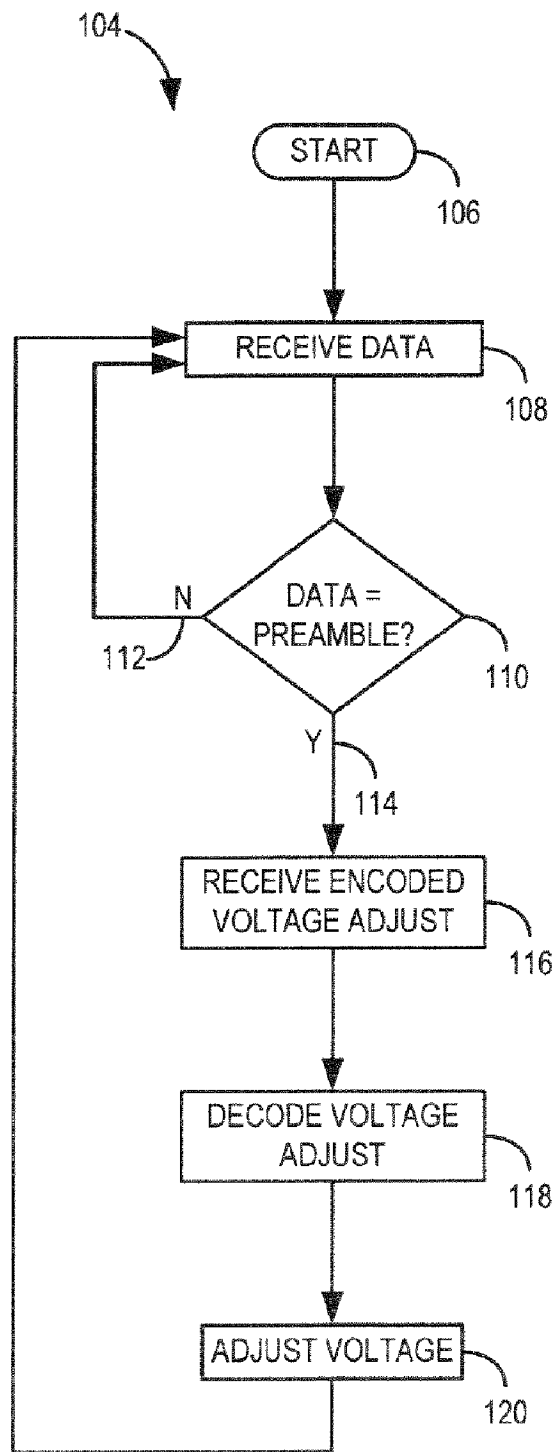 104
START
106
RECEIVE DATA
108
DATA =
PREAMBLE?
N
112
110
Y
114
RECEIVE ENCODED
VOLTAGE ADJUST
116
DECODE VOLTAGE
ADJUST
118
ADJUST VOLTAGE
120